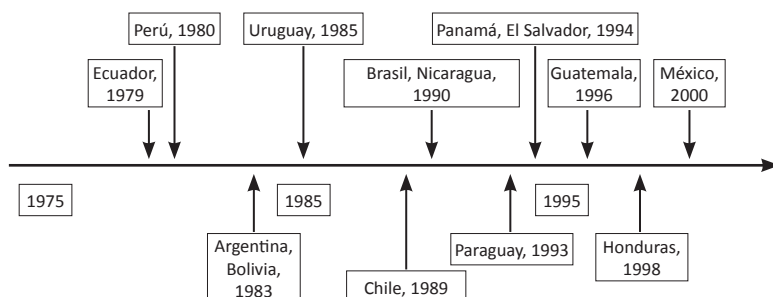 Perú, 1980
Uruguay, 1985
Panamá, El Salvador, 1994
Ecuador,
1979
Brasil, Nicaragua,
1990
Guatemala,
1996
México,
2000
1975
1985
1995
Argentina,
Bolivia,
1983
Chile, 1989
Paraguay, 1993
Honduras,
1998